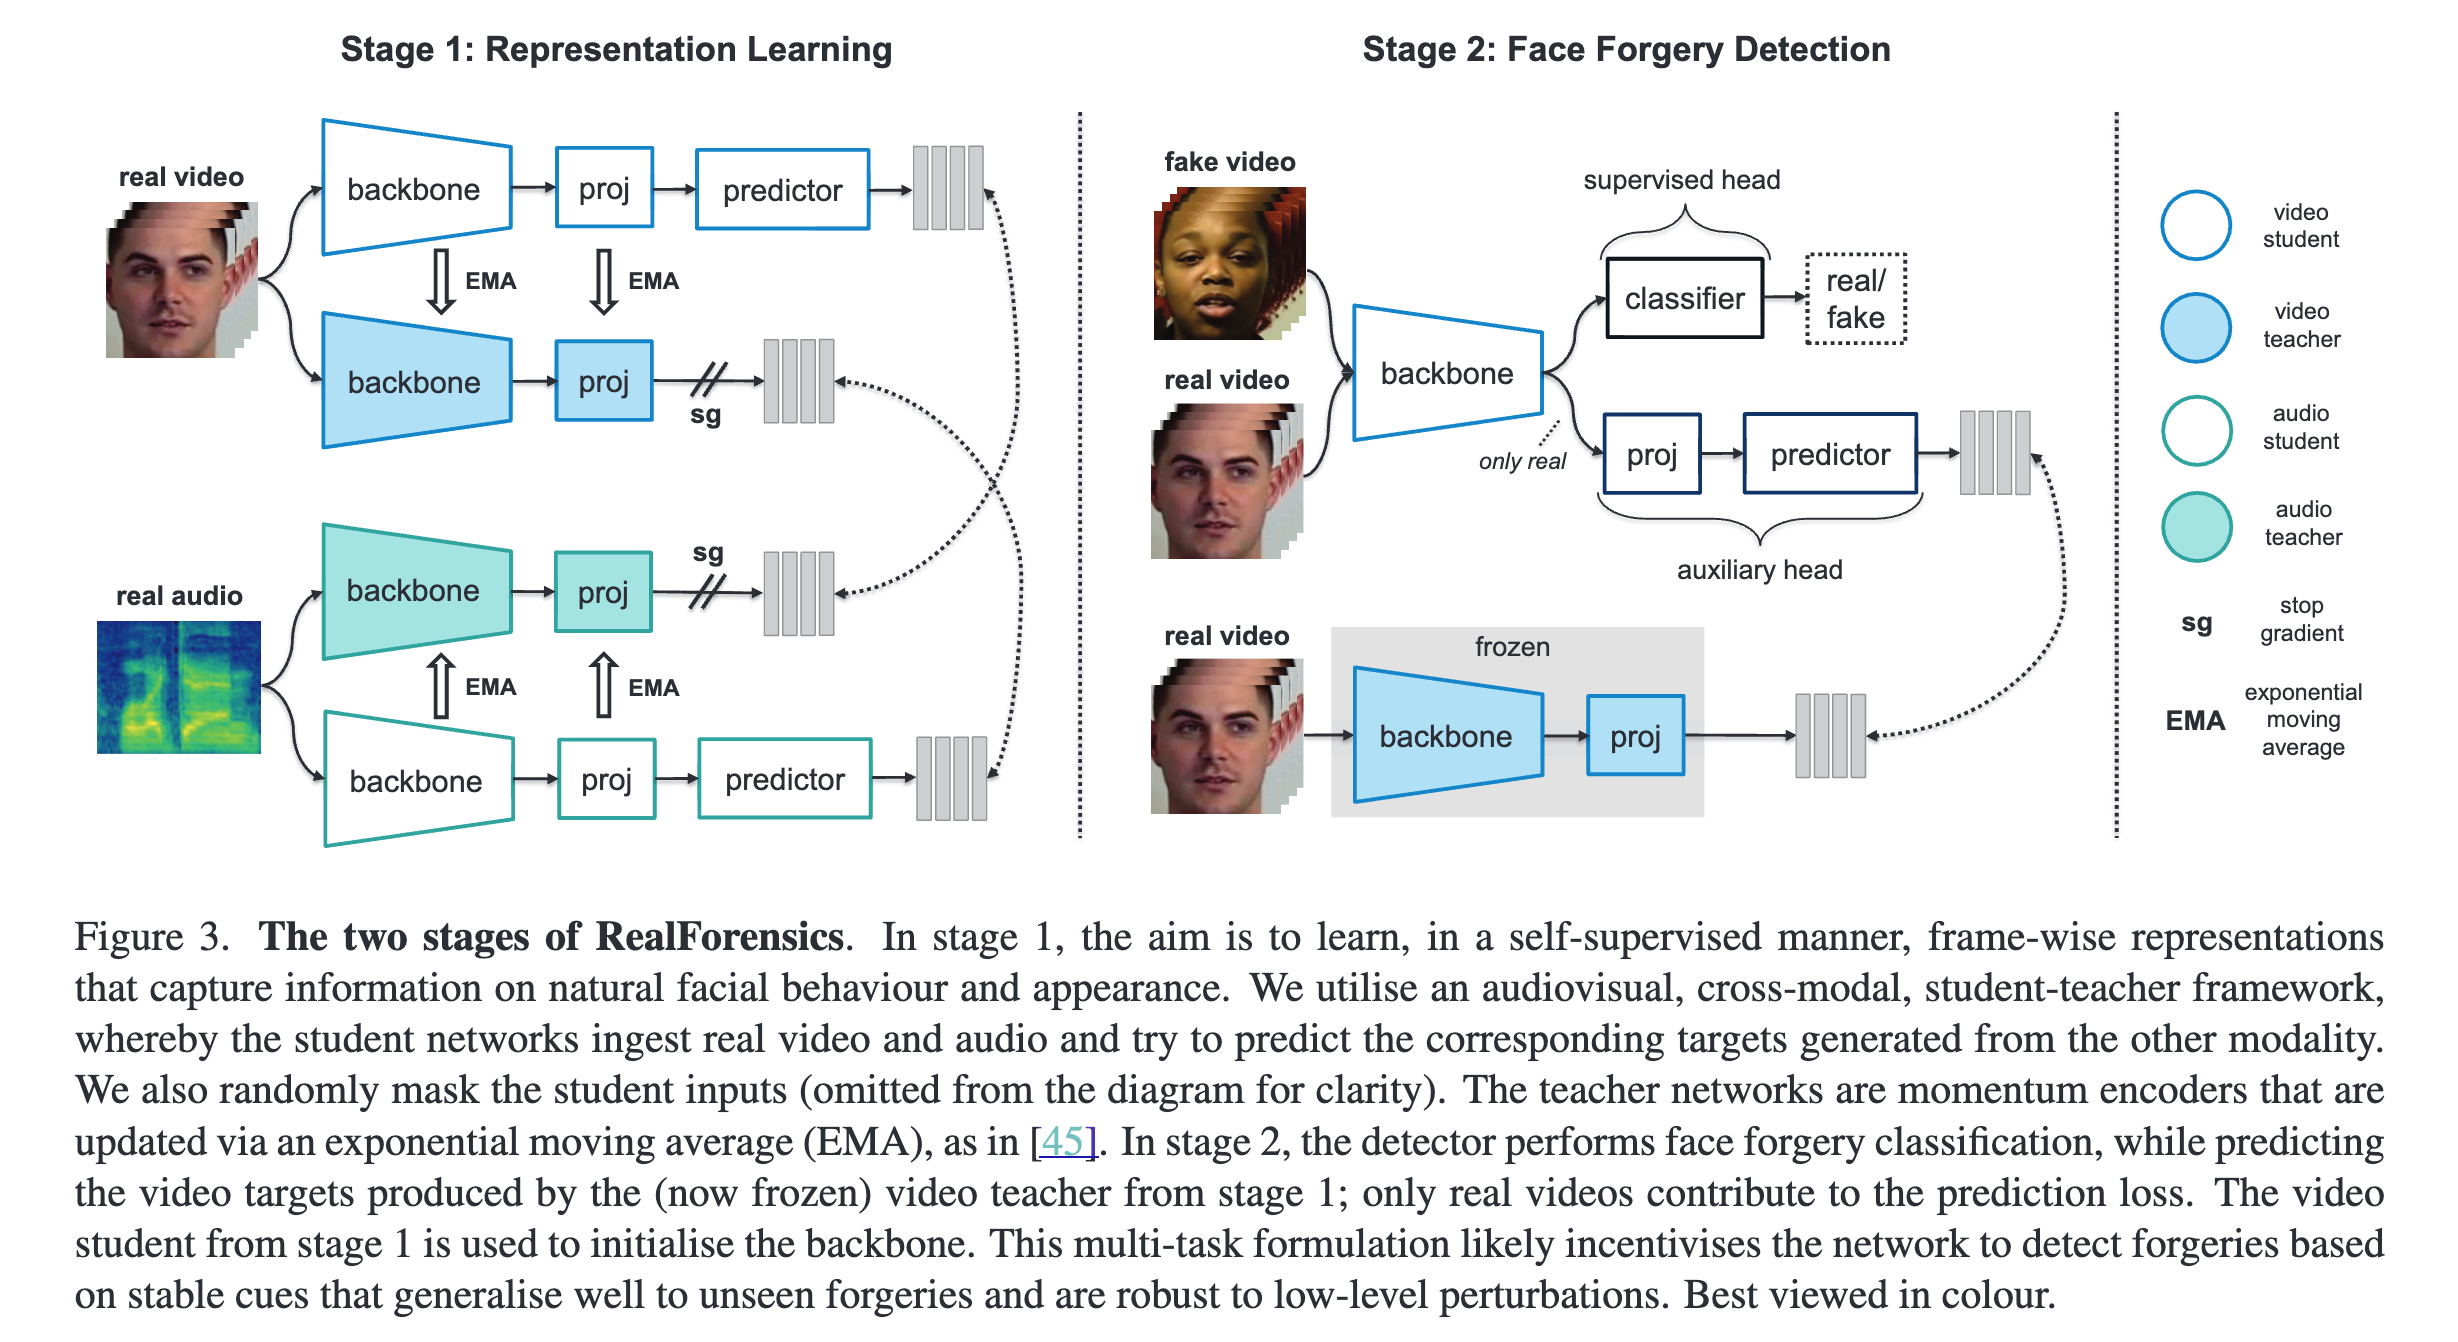 Stage 1: Representation Learning
real video
backbone
proj
predictor
EMA
EMA
backbone
proj
sg
real audio
backbone
proj
sg
EMA
EMA
backbone
proj
predictor
Stage 2: Face Forgery Detection
fake video
real video
backbone
supervised head
classifier
real/
fake
only real
proj
predictor
auxiliary head
real video
frozen
backbone
proj
video
student
video
teacher
audio
student
audio
teacher
sg
stop
gradient
EMA
exponential
moving
average
Figure 3. The two stages of RealForensics. In stage 1, the aim is to learn, in a self-supervised manner, frame-wise representations
that capture information on natural facial behaviour and appearance. We utilise an audiovisual, cross-modal, student-teacher framework,
whereby the student networks ingest real video and audio and try to predict the corresponding targets generated from the other modality.
We also randomly mask the student inputs (omitted from the diagram for clarity). The teacher networks are momentum encoders that are
updated via an exponential moving average (EMA), as in [45]. In stage 2, the detector performs face forgery classification, while predicting
the video targets produced by the (now frozen) video teacher from stage 1; only real videos contribute to the prediction loss. The video
student from stage 1 is used to initialise the backbone. This multi-task formulation likely incentivises the network to detect forgeries based
on stable cues that generalise well to unseen forgeries and are robust to low-level perturbations. Best viewed in colour.